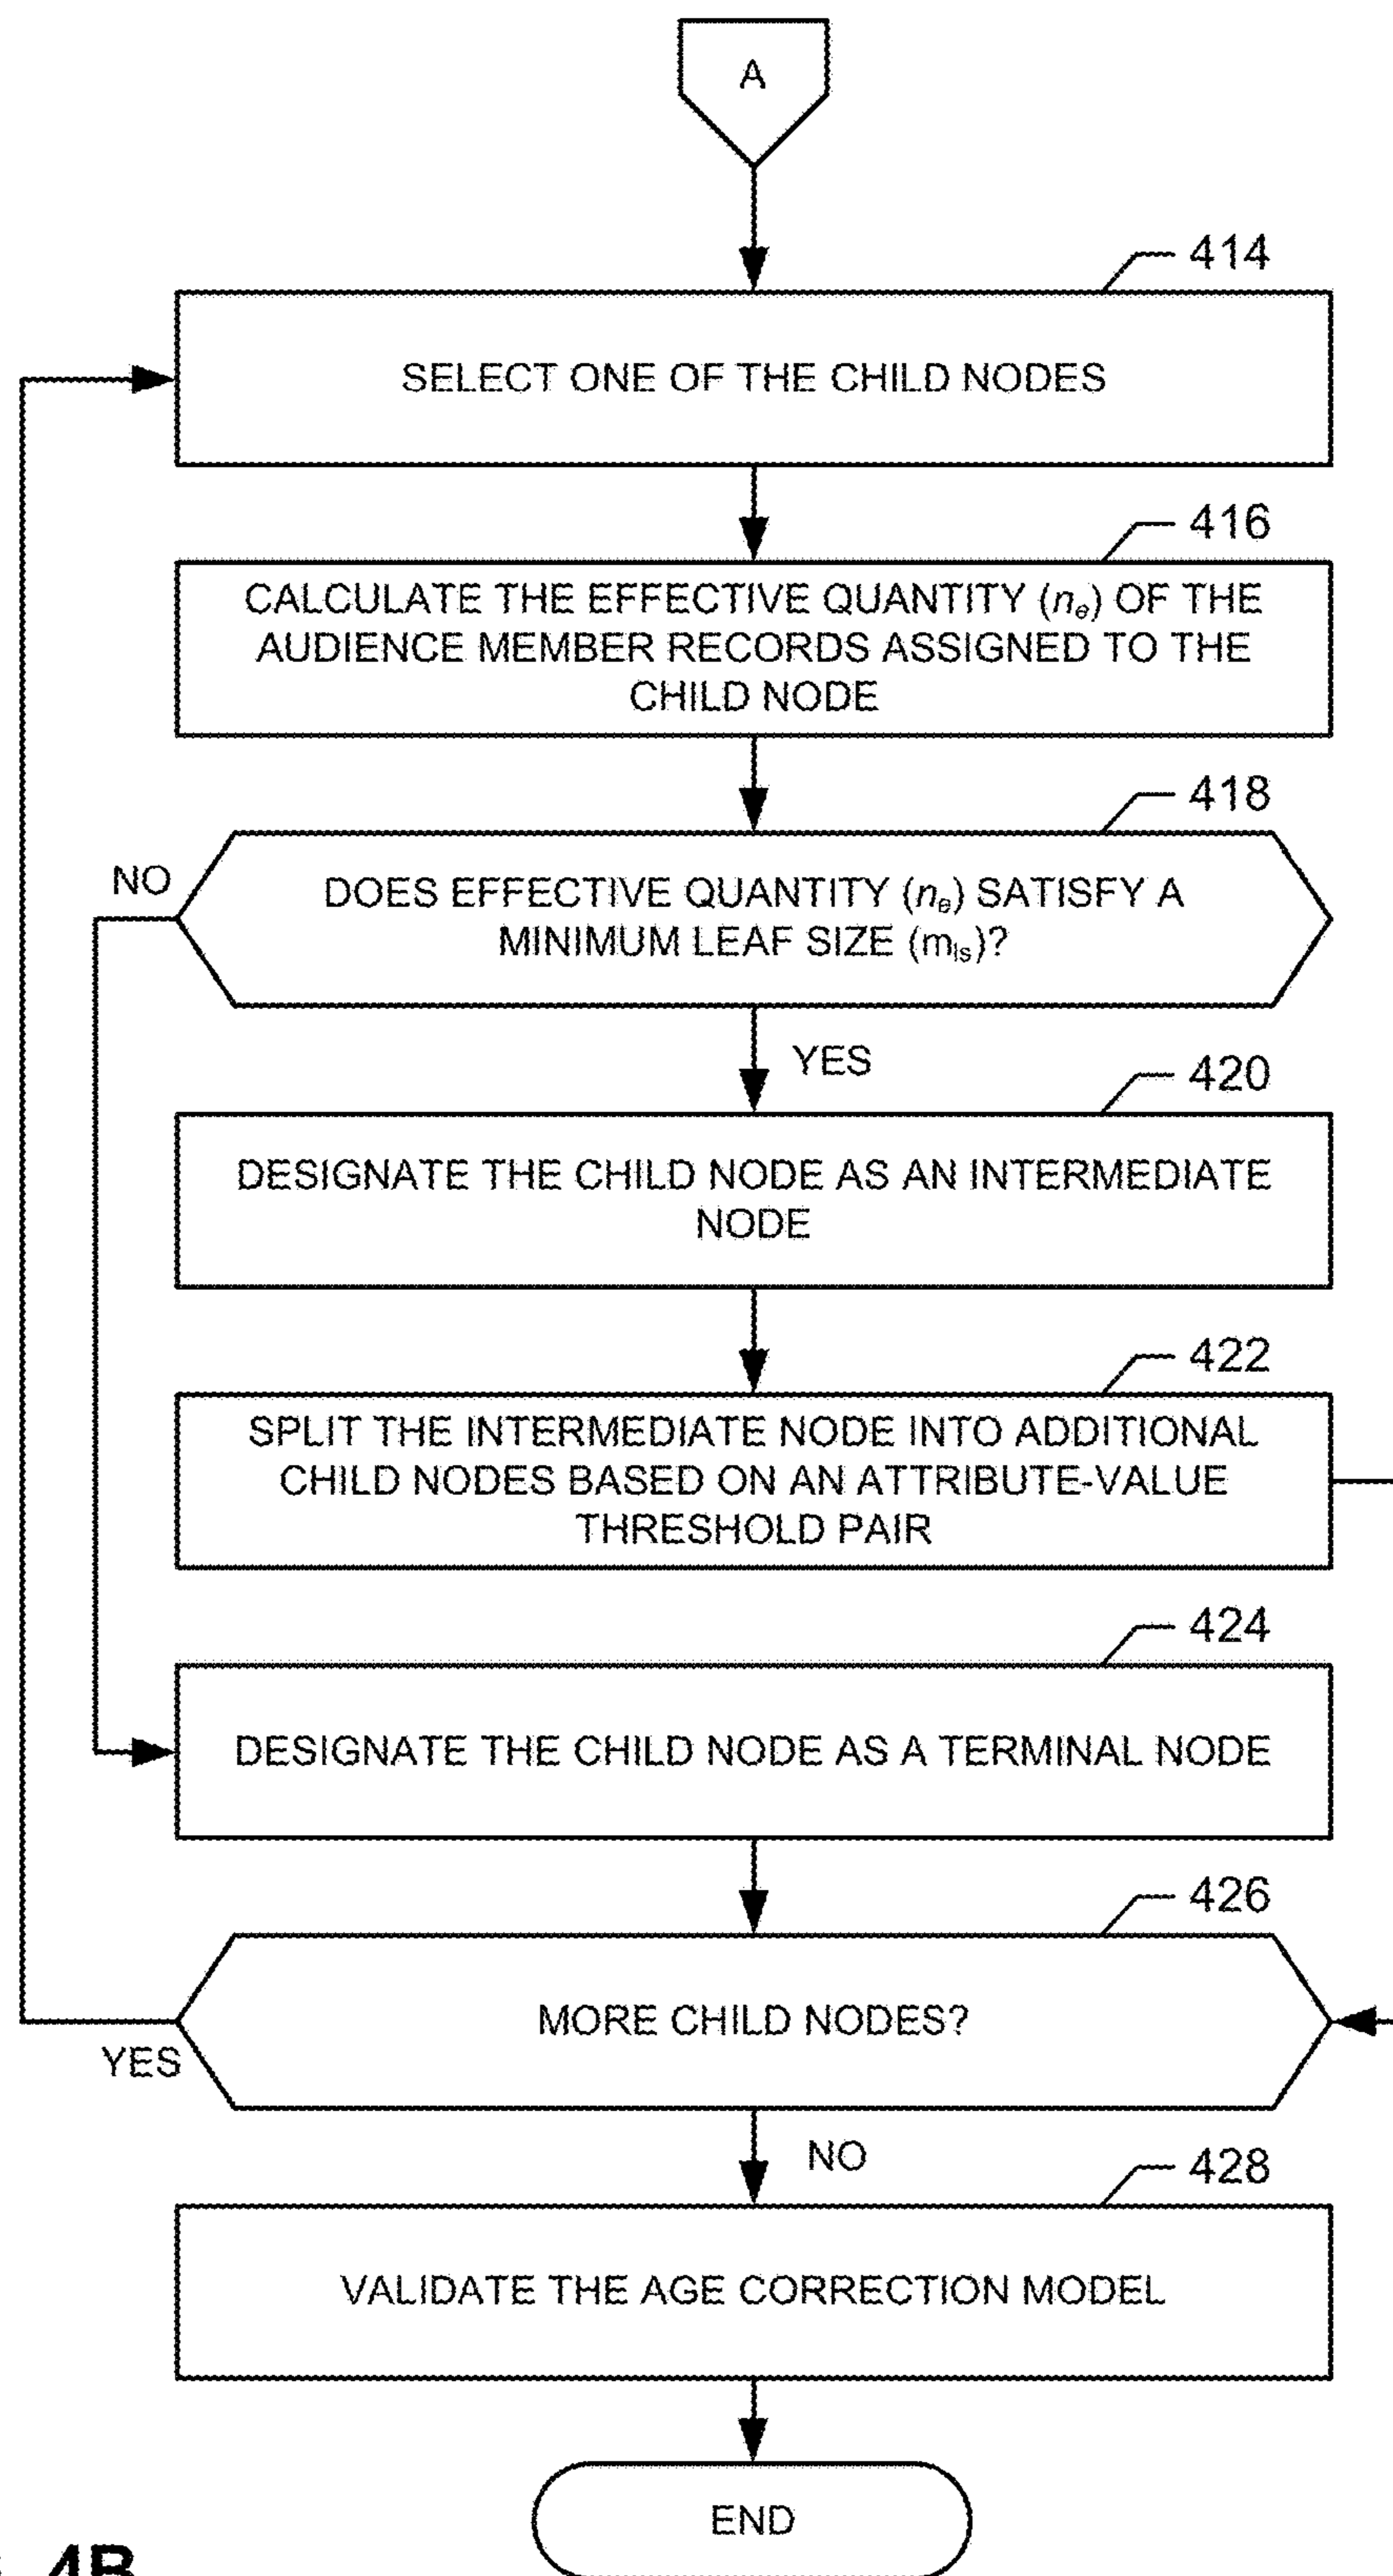 A
414
SELECT ONE OF THE CHILD NODES
416
CALCULATE THE EFFECTIVE QUANTITY (nₑ) OF THE
AUDIENCE MEMBER RECORDS ASSIGNED TO THE
CHILD NODE
418
NO
DOES EFFECTIVE QUANTITY (nₑ) SATISFY A
MINIMUM LEAF SIZE (mₗₛ)?
YES
420
DESIGNATE THE CHILD NODE AS AN INTERMEDIATE
NODE
422
SPLIT THE INTERMEDIATE NODE INTO ADDITIONAL
CHILD NODES BASED ON AN ATTRIBUTE-VALUE
THRESHOLD PAIR
424
DESIGNATE THE CHILD NODE AS A TERMINAL NODE
426
MORE CHILD NODES?
YES
NO
428
VALIDATE THE AGE CORRECTION MODEL
END
4B